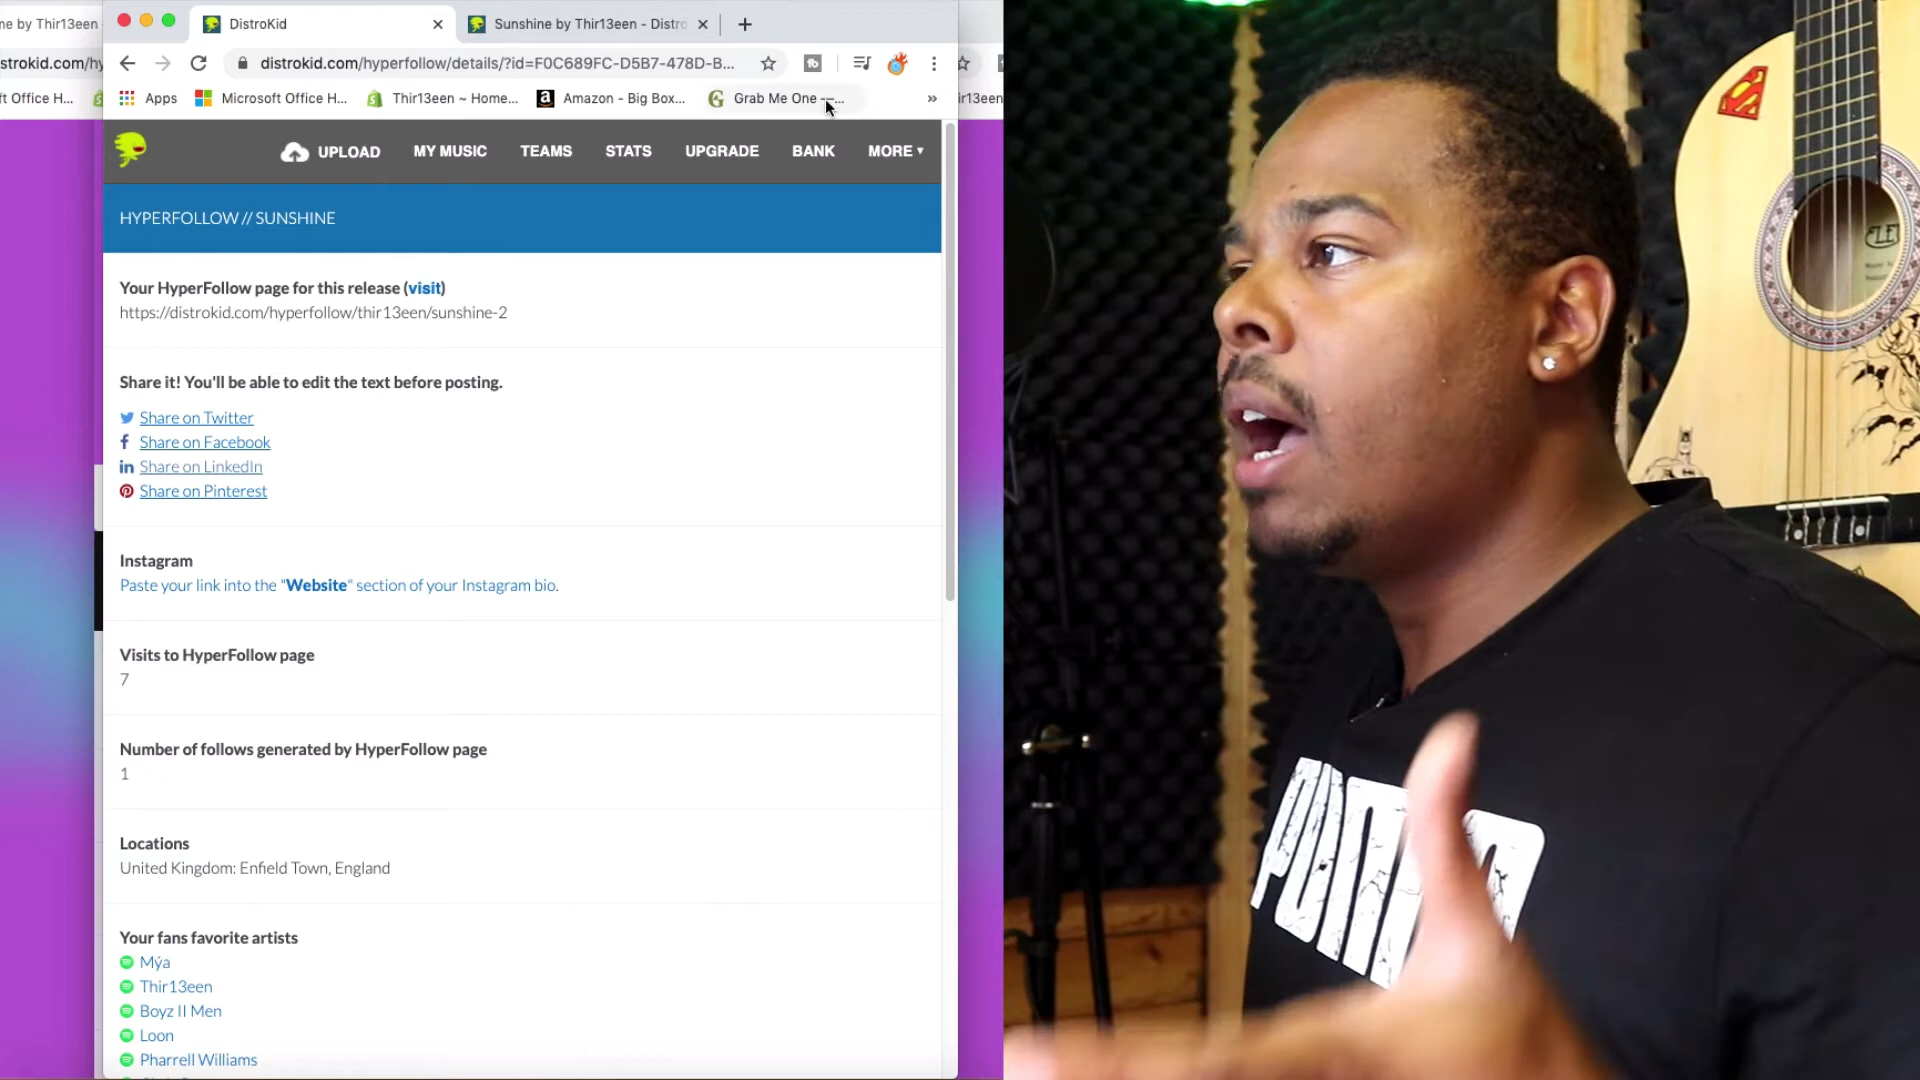 ne by Thir13een
DistroKid
Sunshine by Thir13een - Distro
strokid.com/hy
distrokid.com/hyperfollow/details/?id=F0C689FC-D5B7-478D-B...
ft Office H...
Apps
Microsoft Office H...
Thir13een ~ Home...
Amazon - Big Box...
Grab Me One —...
»
ir13een
UPLOAD
MY MUSIC
TEAMS
STATS
UPGRADE
BANK
MORE ▾
HYPERFOLLOW // SUNSHINE
Your HyperFollow page for this release (visit)
https://distrokid.com/hyperfollow/thir13een/sunshine-2
Share it! You'll be able to edit the text before posting.
Share on Twitter
Share on Facebook
Share on LinkedIn
Share on Pinterest
Instagram
Paste your link into the "Website" section of your Instagram bio.
Visits to HyperFollow page
7
Number of follows generated by HyperFollow page
1
Locations
United Kingdom: Enfield Town, England
Your fans favorite artists
Mýa
Thir13een
Boyz II Men
Loon
Pharrell Williams